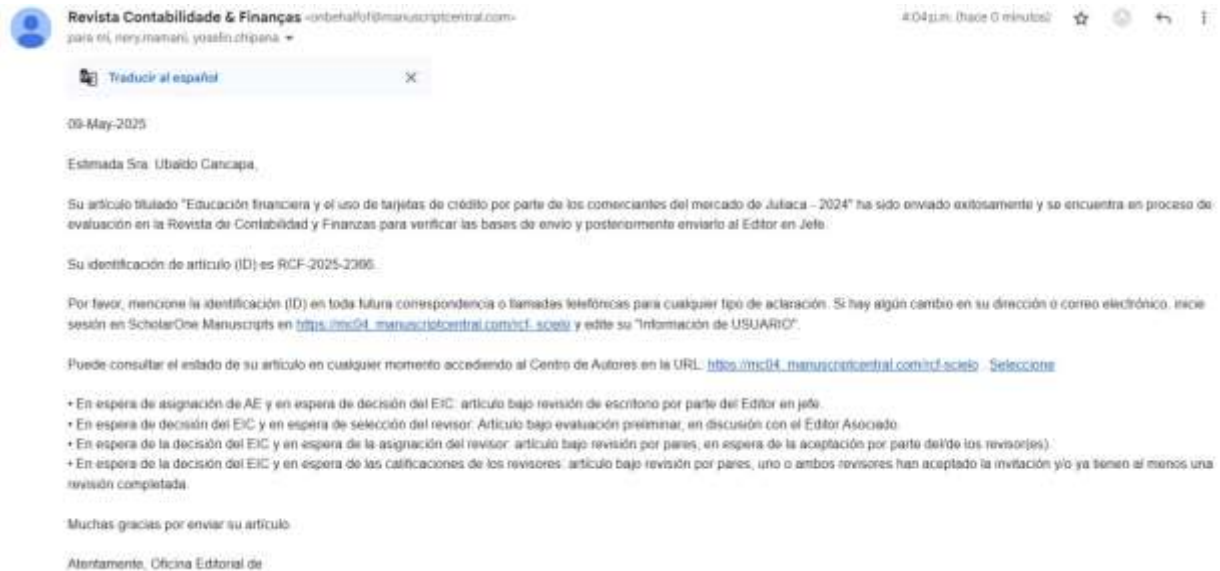 Revista Contabilidade & Finanças <onbehalfof@manuscriptcentral.com>
4:04 p.m. (hace 0 minutos)
para mí, nery.mamani, yoselin.chipana
Traducir al español
09-May-2025
Estimada Sra. Ubaldo Cancapa,
Su artículo titulado "Educación financiera y el uso de tarjetas de crédito por parte de los comerciantes del mercado de Juliaca - 2024" ha sido enviado exitosamente y se encuentra en proceso de
evaluación en la Revista de Contabilidad y Finanzas para verificar las bases de envío y posteriormente enviarlo al Editor en Jefe.
Su identificación de artículo (ID) es RCF-2025-2366.
Por favor, mencione la identificación (ID) en toda futura correspondencia o llamadas telefónicas para cualquier tipo de aclaración. Si hay algún cambio en su dirección o correo electrónico, inicie
sesión en ScholarOne Manuscripts en https://mc04. manuscriptcentral.com/rcf- scielo y edite su "Información de USUARIO".
Puede consultar el estado de su artículo en cualquier momento accediendo al Centro de Autores en la URL: https://mc04. manuscriptcentral.com/rcf-scielo . Seleccione
• En espera de asignación de AE y en espera de decisión del EIC: artículo bajo revisión de escritorio por parte del Editor en jefe.
• En espera de decisión del EIC y en espera de selección del revisor: Artículo bajo evaluación preliminar, en discusión con el Editor Asociado.
• En espera de la decisión del EIC y en espera de la asignación del revisor: artículo bajo revisión por pares, en espera de la aceptación por parte del/de los revisor(es).
• En espera de la decisión del EIC y en espera de las calificaciones de los revisores: artículo bajo revisión por pares, uno o ambos revisores han aceptado la invitación y/o ya tienen al menos una
revisión completada.
Muchas gracias por enviar su artículo.
Atentamente, Oficina Editorial de